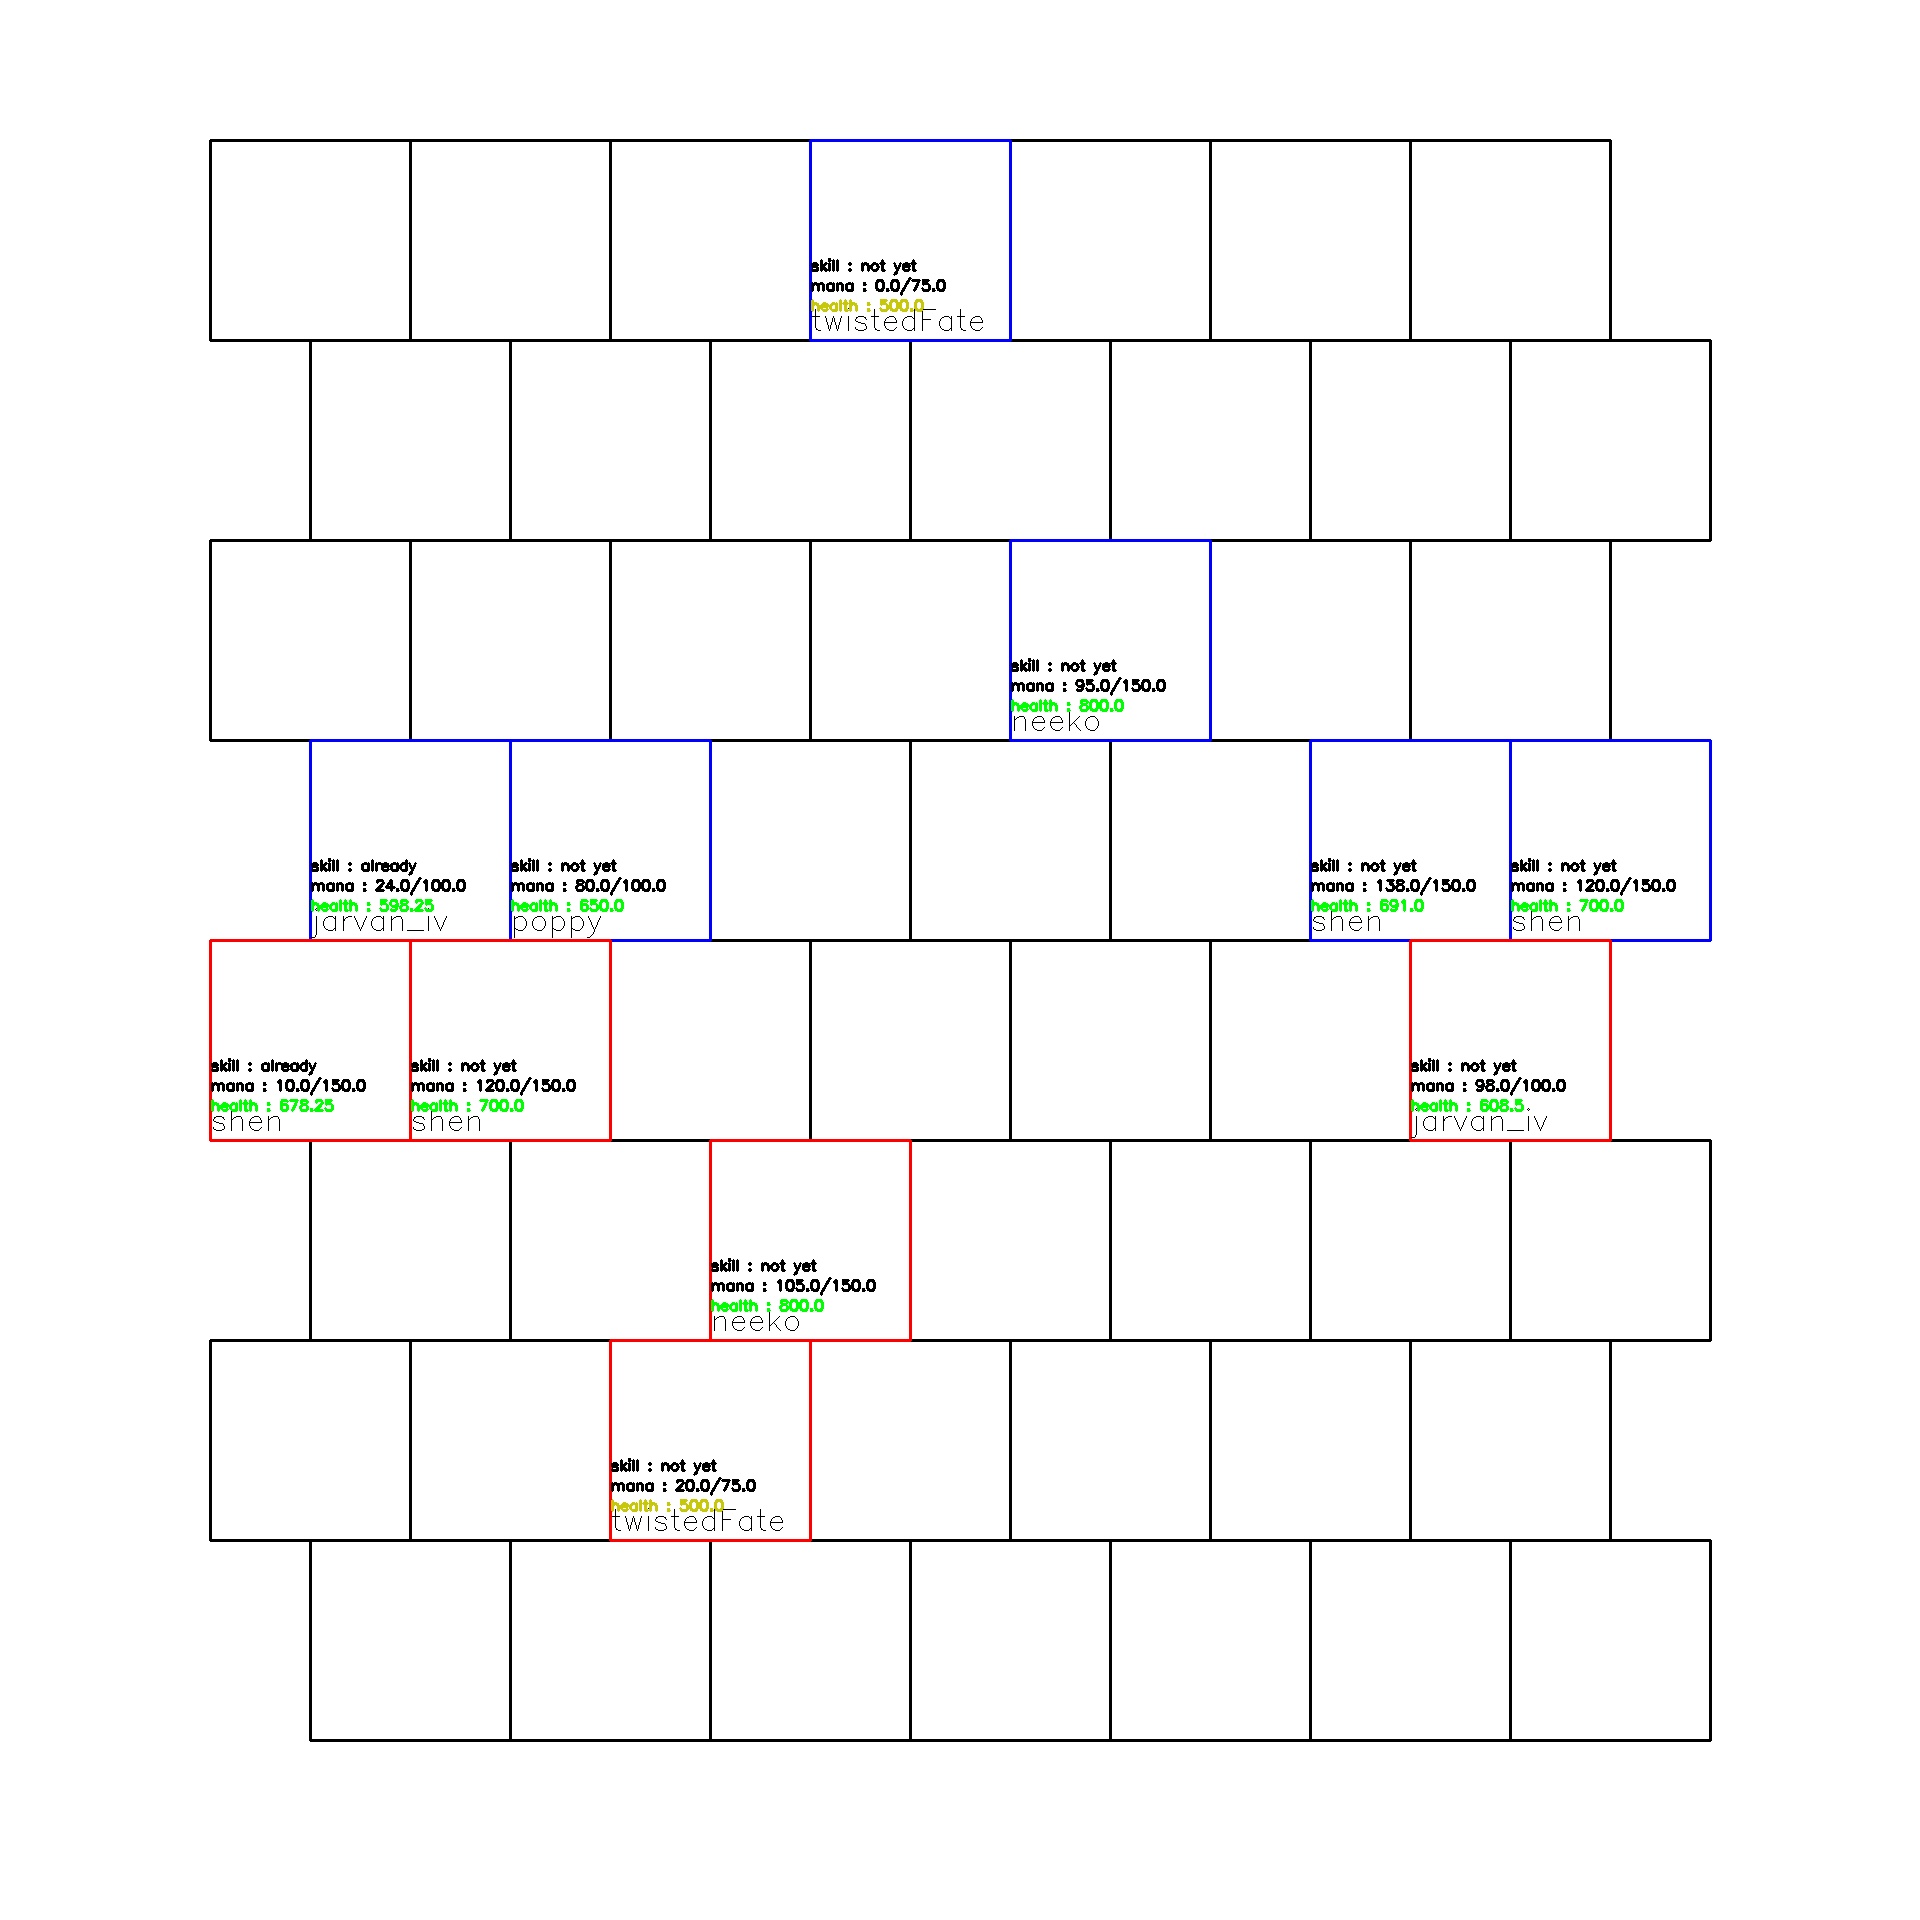 skill : not yet
mana : 0.0/75.0
health : 500.0
twistedFate
skill : not yet
mana : 95.0/150.0
health : 800.0
neeko
skill : already
mana : 24.0/100.0
health : 598.25
jarvan_iv
skill : not yet
mana : 80.0/100.0
health : 650.0
poppy
skill : not yet
mana : 138.0/150.0
health : 691.0
shen
skill : not yet
mana : 120.0/150.0
health : 700.0
shen
skill : already
mana : 10.0/150.0
health : 678.25
shen
skill : not yet
mana : 120.0/150.0
health : 700.0
shen
skill : not yet
mana : 98.0/100.0
health : 608.5
jarvan_iv
skill : not yet
mana : 105.0/150.0
health : 800.0
neeko
skill : not yet
mana : 20.0/75.0
health : 500.0
twistedFate